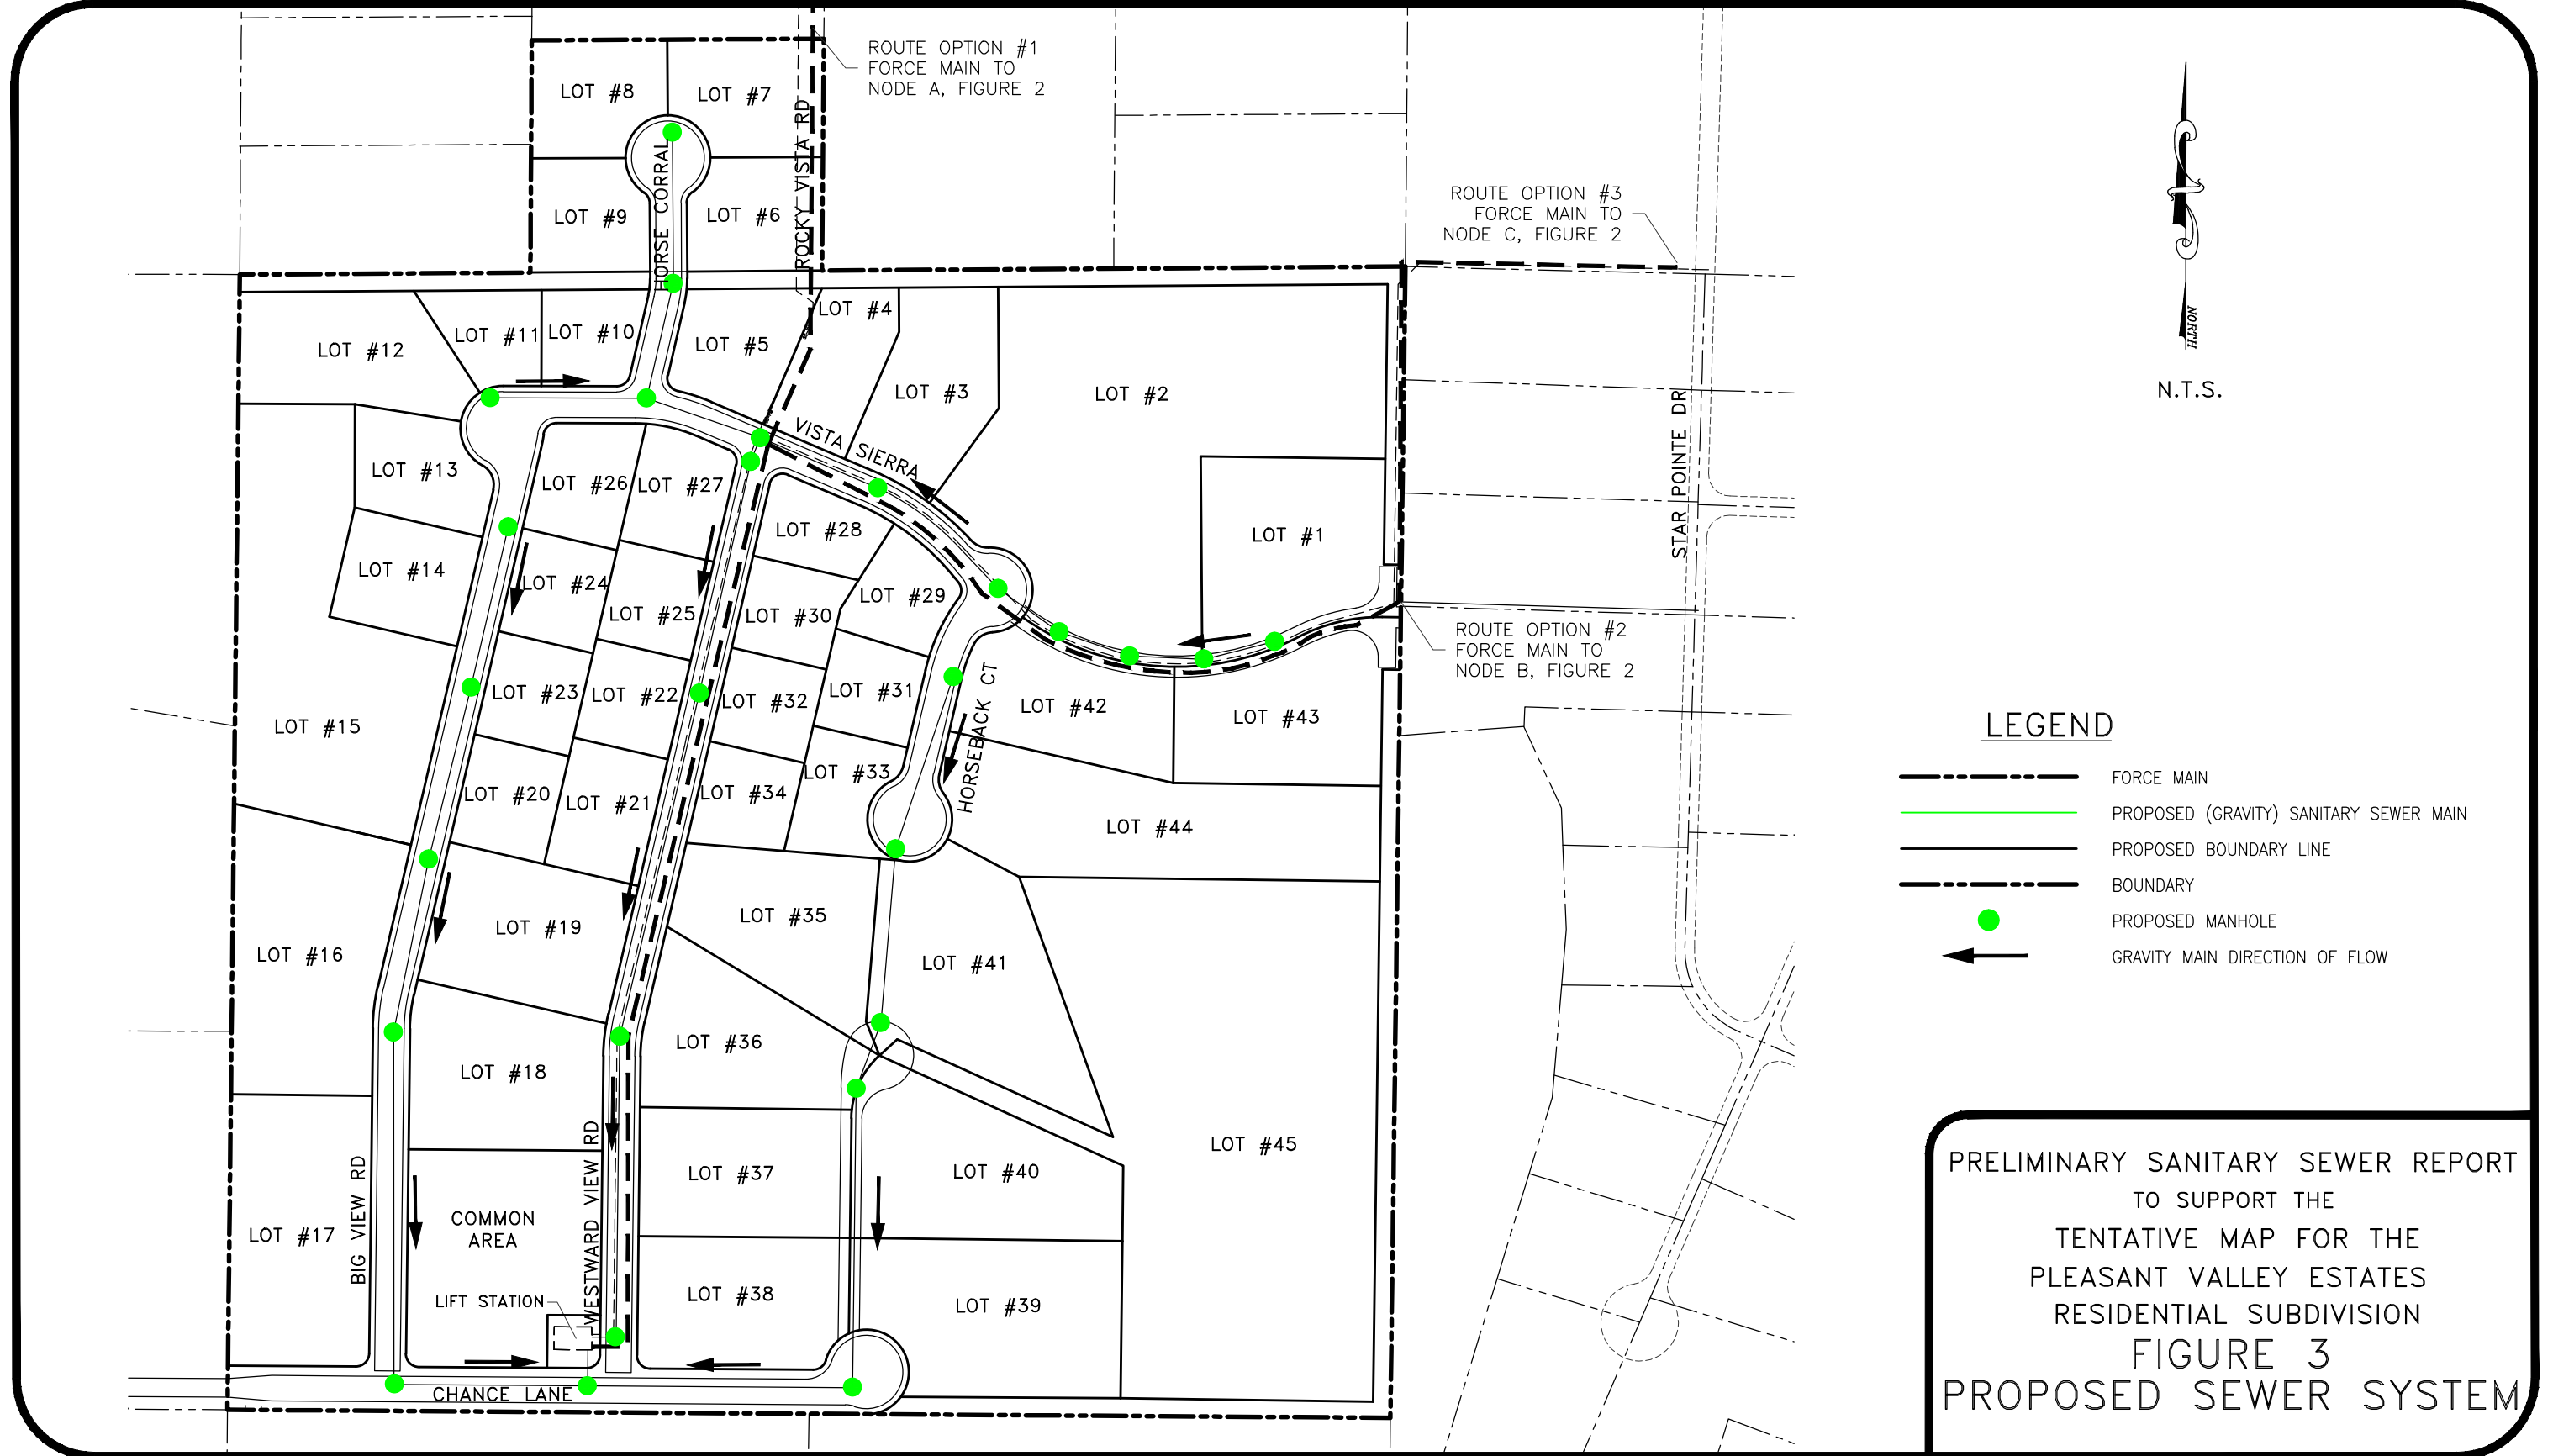 ROUTE OPTION #1
FORCE MAIN TO
NODE A, FIGURE 2
LOT #8
LOT #7
HORSE CORRAL
ROCKY VISTA RD
LOT #9
LOT #6
ROUTE OPTION #3
FORCE MAIN TO
NODE C, FIGURE 2
NORTH
N.T.S.
LOT #12
LOT #11
LOT #10
LOT #5
LOT #4
LOT #3
LOT #2
VISTA SIERRA
STAR POINTE DR
LOT #13
LOT #26
LOT #27
LOT #28
LOT #1
LOT #14
LOT #24
LOT #25
LOT #30
LOT #29
ROUTE OPTION #2
FORCE MAIN TO
NODE B, FIGURE 2
LOT #15
LOT #23
LOT #22
LOT #32
LOT #31
HORSEBACK CT
LOT #42
LOT #43
LOT #20
LOT #21
LOT #34
LOT #33
LOT #44
LEGEND
FORCE MAIN
PROPOSED (GRAVITY) SANITARY SEWER MAIN
PROPOSED BOUNDARY LINE
BOUNDARY
PROPOSED MANHOLE
GRAVITY MAIN DIRECTION OF FLOW
LOT #16
LOT #19
LOT #35
LOT #41
LOT #18
LOT #36
LOT #45
LOT #17
BIG VIEW RD
COMMON
AREA
WESTWARD VIEW RD
LOT #37
LOT #40
LIFT STATION
LOT #38
LOT #39
CHANCE LANE
PRELIMINARY SANITARY SEWER REPORT
TO SUPPORT THE
TENTATIVE MAP FOR THE
PLEASANT VALLEY ESTATES
RESIDENTIAL SUBDIVISION
FIGURE 3
PROPOSED SEWER SYSTEM